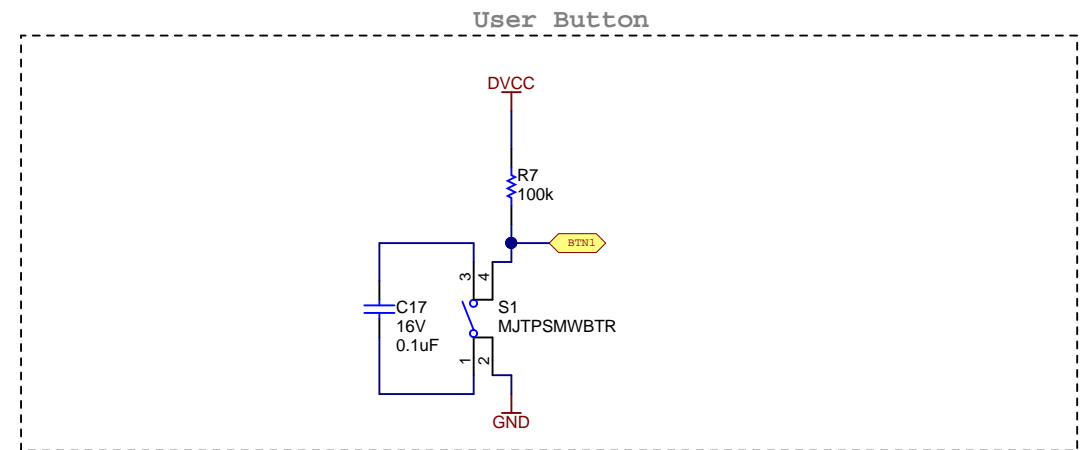 User Button
DVCC
R7
100k
BTN1
3
4
C17
16V
0.1uF
S1
MJTPSMWBTR
1
2
GND